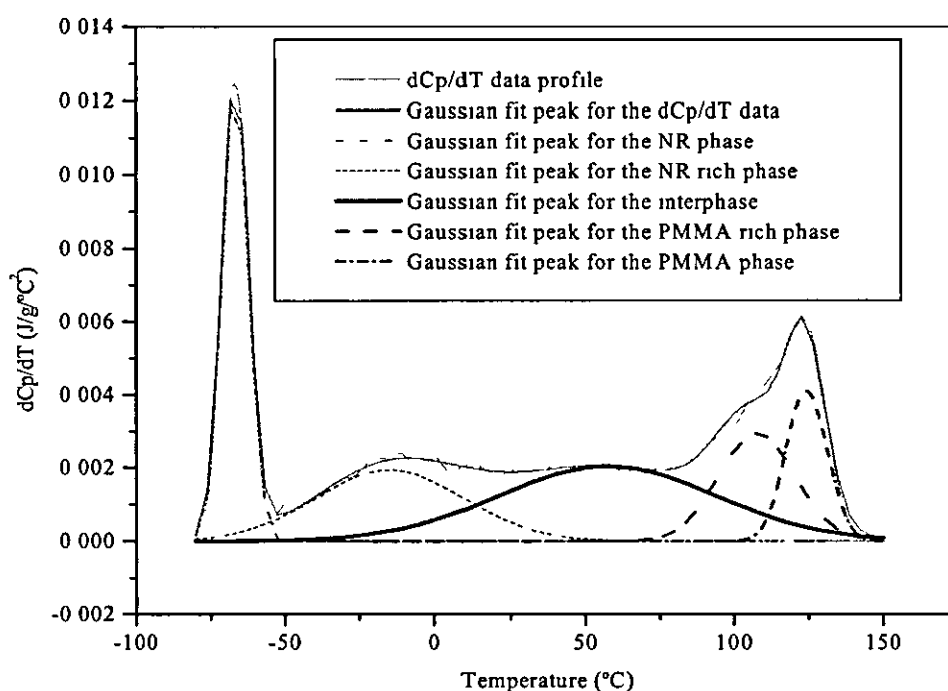 0 014
0 012
0 010
0 008
0 006
0 004
0 002
0 000
-0 002
dCp/dT (J/g/ºC²)
dCp/dT data profile
Gaussian fit peak for the dCp/dT data
Gaussian fit peak for the NR phase
Gaussian fit peak for the NR rich phase
Gaussian fit peak for the interphase
Gaussian fit peak for the PMMA rich phase
Gaussian fit peak for the PMMA phase
-100 -50 0 50 100 150
Temperature (ºC)